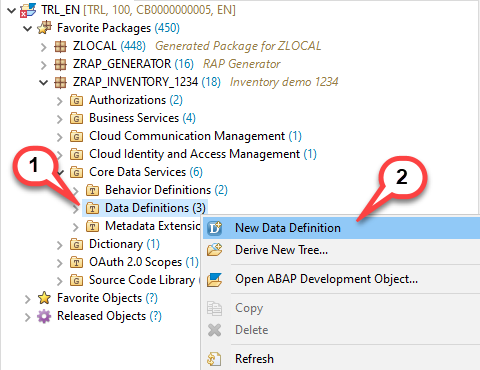 TRL_EN [TRL, 100, CB0000000005, EN]
Favorite Packages (450)
ZLOCAL (448) Generated Package for ZLOCAL
ZRAP_GENERATOR (16) RAP Generator
ZRAP_INVENTORY_1234 (18) Inventory demo 1234
G Authorizations (2)
G Business Services (4)
G Cloud Communication Management (1)
G Cloud Identity and Access Management (1)
1
G Core Data Services (6)
2
T Behavior Definitions (2)
T Data Definitions (3)
T Metadata Extensio
New Data Definition
G Dictionary (1)
Derive New Tree...
T OAuth 2.0 Scopes (1)
G Source Code Library (
Open ABAP Development Object...
Favorite Objects (?)
Released Objects (?)
Copy
Delete
Refresh